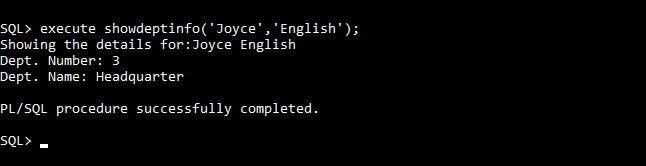 SQL> execute showdeptinfo('Joyce','English');
Showing the details for:Joyce English
Dept. Number: 3
Dept. Name: Headquarter
PL/SQL procedure successfully completed.
SQL>